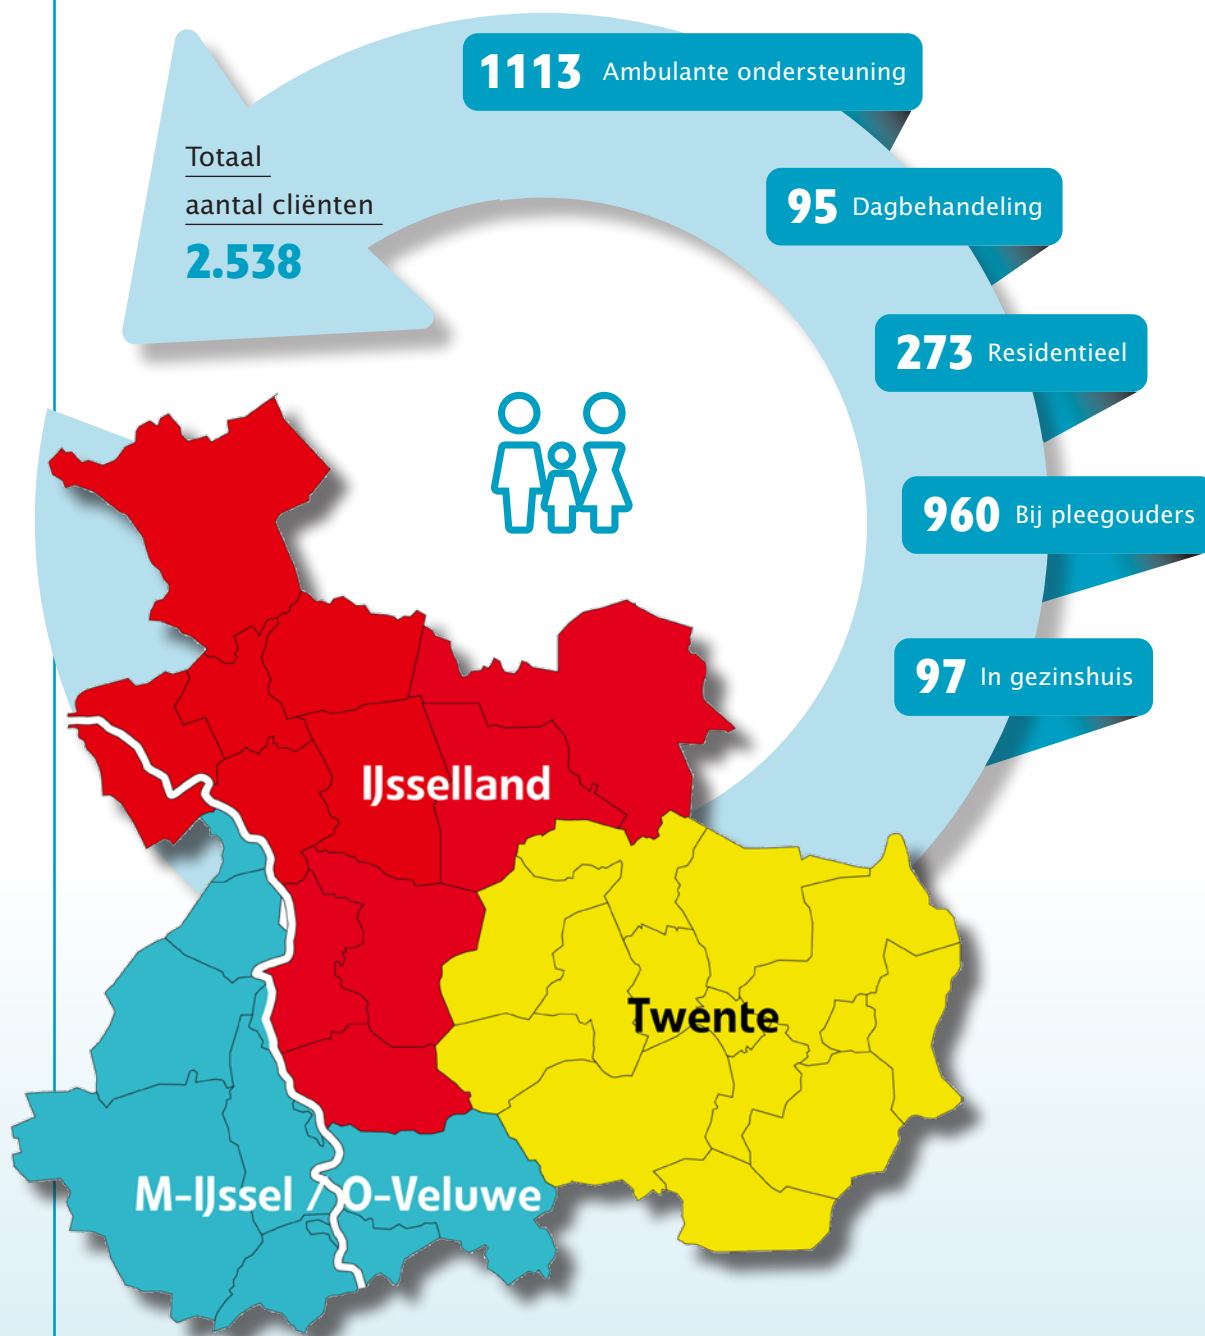 1113 Ambulante ondersteuning
Totaal
aantal cliënten
2.538
95 Dagbehandeling
273 Residentieel
960 Bij pleegouders
97 In gezinshuis
IJsselland
Twente
M-IJssel / O-Veluwe